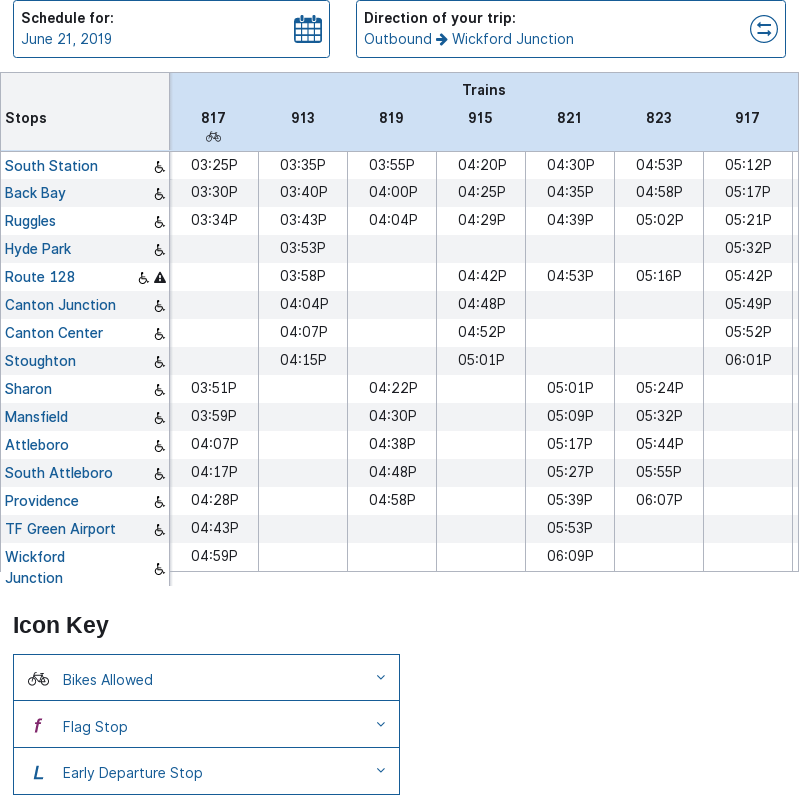 Schedule for:
June 21, 2019
Direction of your trip:
Outbound → Wickford Junction
Trains
Stops 817 913 819 915 821 823 917
South Station 03:25P 03:35P 03:55P 04:20P 04:30P 04:53P 05:12P
Back Bay 03:30P 03:40P 04:00P 04:25P 04:35P 04:58P 05:17P
Ruggles 03:34P 03:43P 04:04P 04:29P 04:39P 05:02P 05:21P
Hyde Park 03:53P 05:32P
Route 128 03:58P 04:42P 04:53P 05:16P 05:42P
Canton Junction 04:04P 04:48P 05:49P
Canton Center 04:07P 04:52P 05:52P
Stoughton 04:15P 05:01P 06:01P
Sharon 03:51P 04:22P 05:01P 05:24P
Mansfield 03:59P 04:30P 05:09P 05:32P
Attleboro 04:07P 04:38P 05:17P 05:44P
South Attleboro 04:17P 04:48P 05:27P 05:55P
Providence 04:28P 04:58P 05:39P 06:07P
TF Green Airport 04:43P 05:53P
Wickford 04:59P 06:09P
Junction
Icon Key
Bikes Allowed
f Flag Stop
L Early Departure Stop